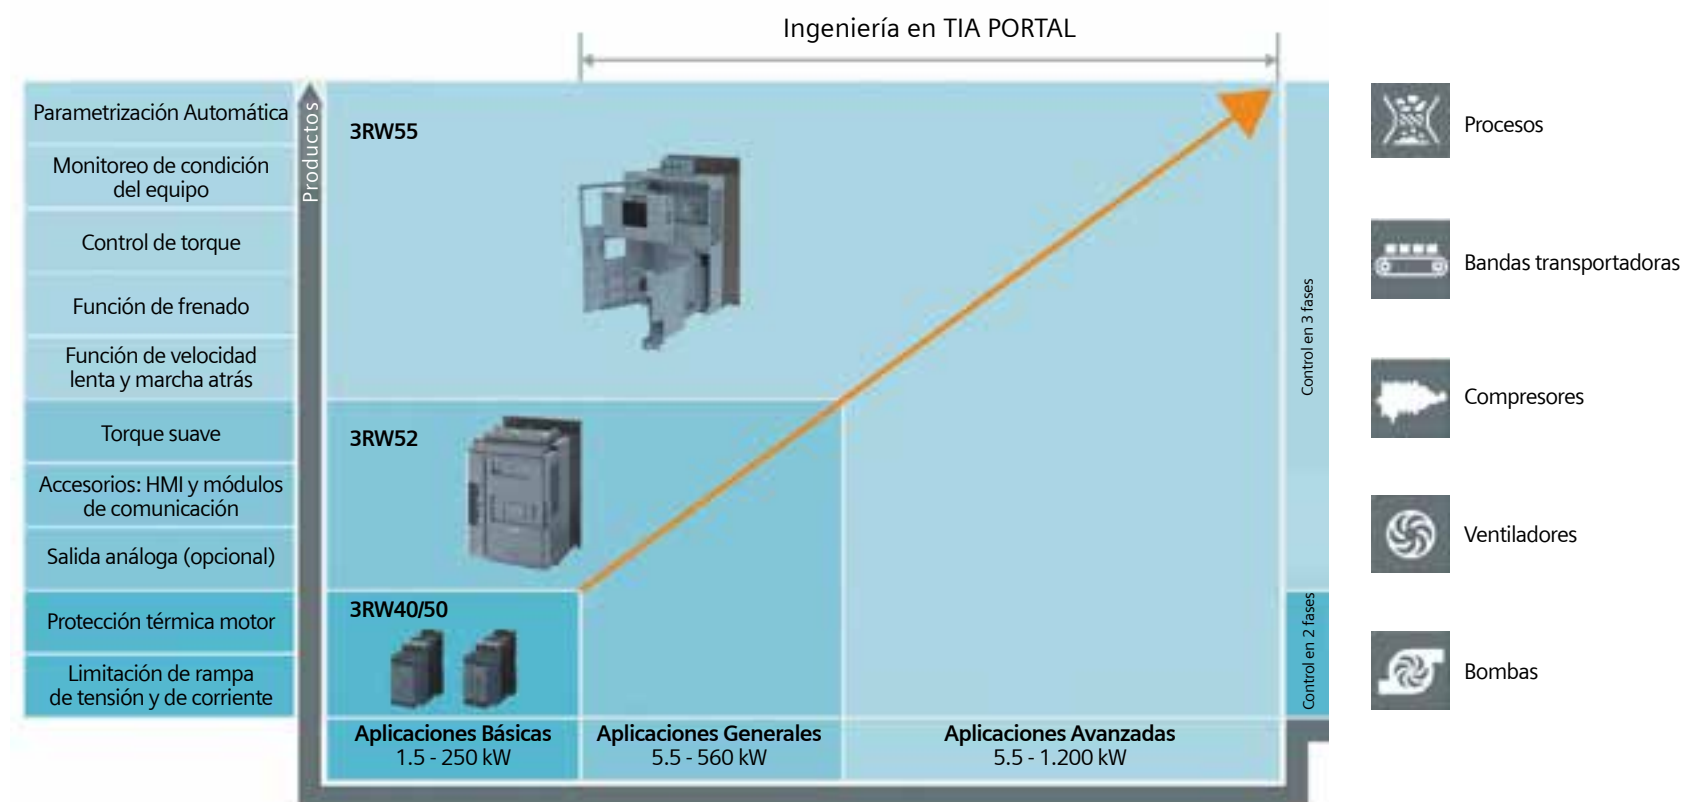 Ingeniería en TIA PORTAL
Parametrización Automática
Monitoreo de condición
del equipo
Control de torque
Función de frenado
Función de velocidad
lenta y marcha atrás
Torque suave
Accesorios: HMI y módulos
de comunicación
Salida análoga (opcional)
Protección térmica motor
Limitación de rampa
de tensión y de corriente
Productos
3RW55
3RW52
3RW40/50
Aplicaciones Básicas
1.5 - 250 kW
Aplicaciones Generales
5.5 - 560 kW
Aplicaciones Avanzadas
5.5 - 1.200 kW
Control en 3 fases
Control en 2 fases
Procesos
Bandas transportadoras
Compresores
Ventiladores
Bombas